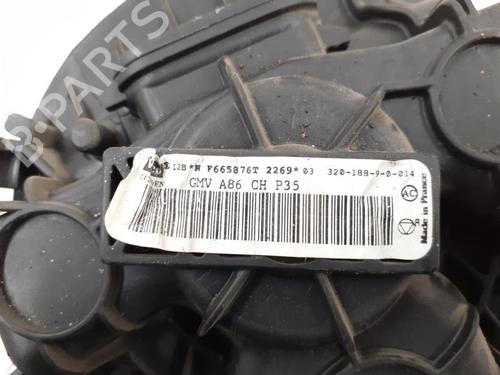 B-PARTS
12B *N F665876T 2269* 03 320-188-9-0-014
GMV A86 CH P35
AC
R
Made in France